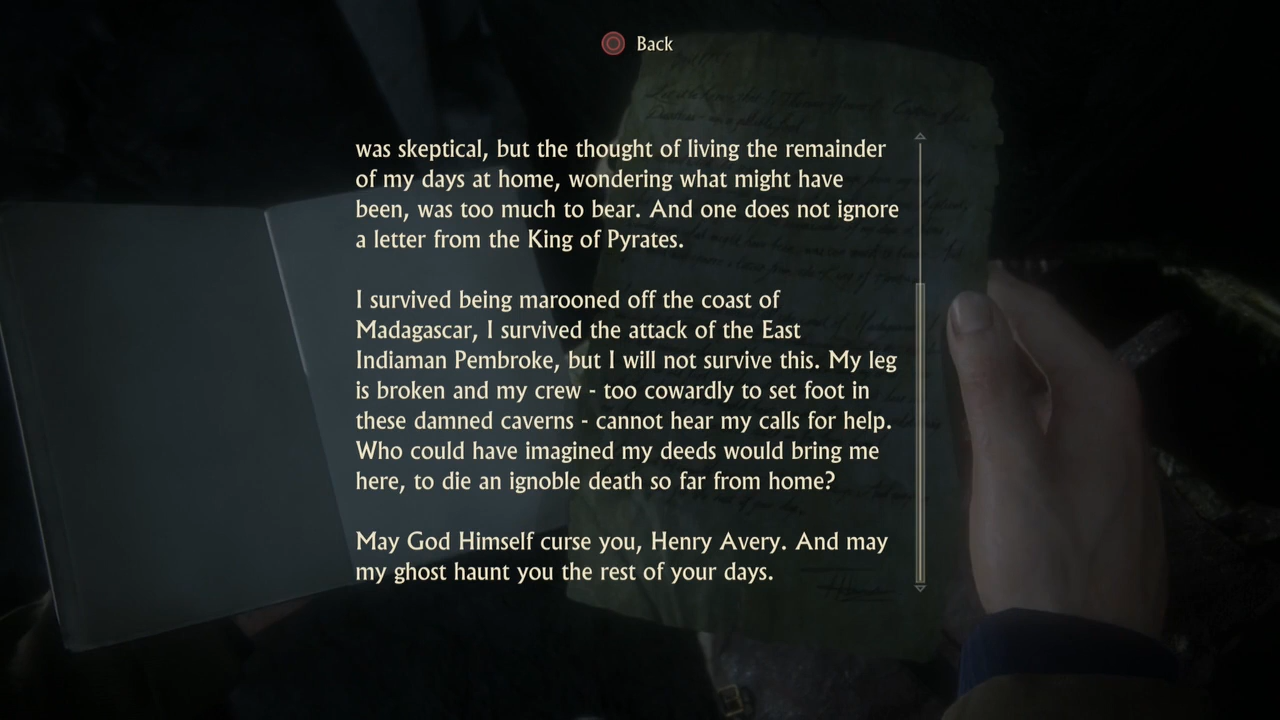 Back
was skeptical, but the thought of living the remainder
of my days at home, wondering what might have
been, was too much to bear. And one does not ignore
a letter from the King of Pyrates.
I survived being marooned off the coast of
Madagascar, I survived the attack of the East
Indiaman Pembroke, but I will not survive this. My leg
is broken and my crew - too cowardly to set foot in
these damned caverns - cannot hear my calls for help.
Who could have imagined my deeds would bring me
here, to die an ignoble death so far from home?
May God Himself curse you, Henry Avery. And may
my ghost haunt you the rest of your days.